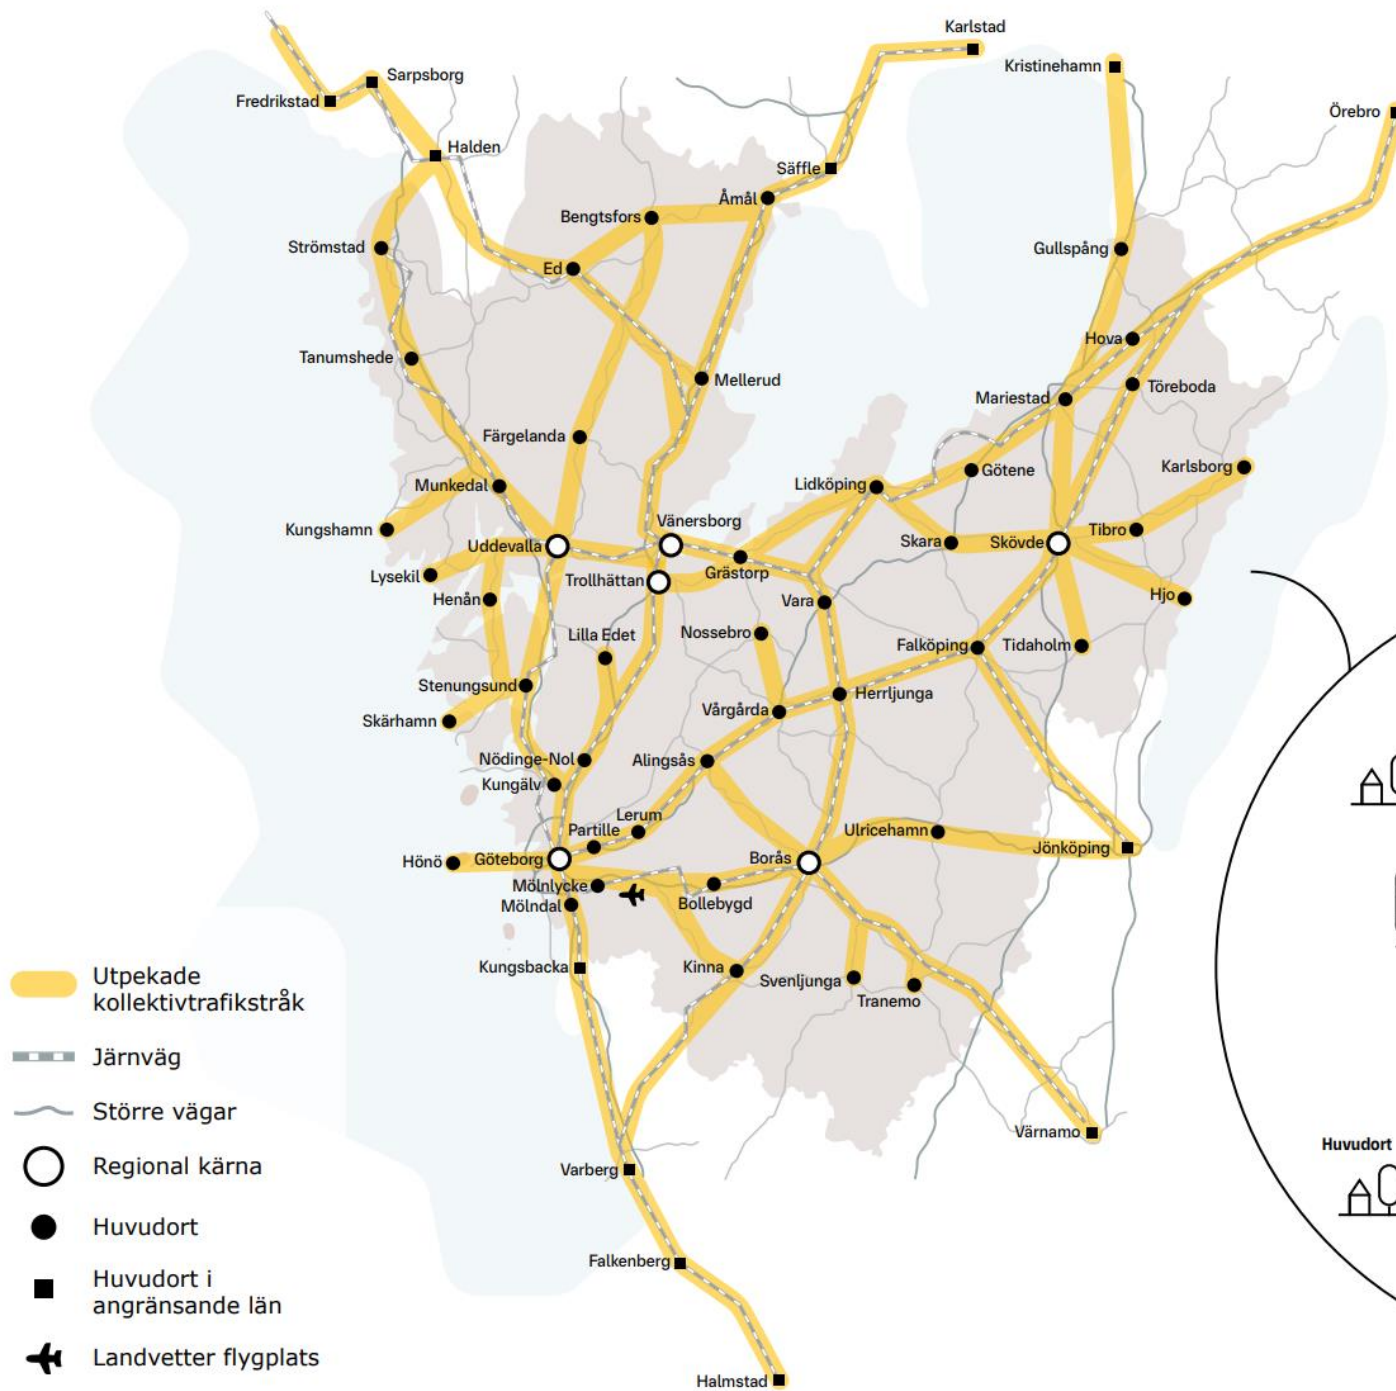 Karlstad
Kristinehamn
Sarpsborg
Fredrikstad
Örebro
Halden
Säffle
Åmål
Bengtsfors
Strömstad
Gullspång
Ed
Hova
Tanumshede
Mellerud
Töreboda
Mariestad
Färgelanda
Karlsborg
Götene
Munkedal
Lidköping
Vänersborg
Kungshamn
Tibro
Uddevalla
Skara
Skövde
Lysekil
Trollhättan
Grästorp
Henån
Vara
Hjo
Lilla Edet
Nossebro
Falköping
Tidaholm
Stenungsund
Herrljunga
Vårgårda
Skärhamn
Nödinge-Nol
Alingsås
Kungälv
Lerum
Partille
Ulricehamn
Jönköping
Hönö
Göteborg
Borås
Mölnlycke
Bollebygd
Mölndal
Kungsbacka
Kinna
Svenljunga
Tranemo
Värnamo
Varberg
Falkenberg
Halmstad
Utpekade
kollektivtrafikstråk
Järnväg
Större vägar
Regional kärna
Huvudort
Huvudort i
angränsande län
Landvetter flygplats
Huvudort